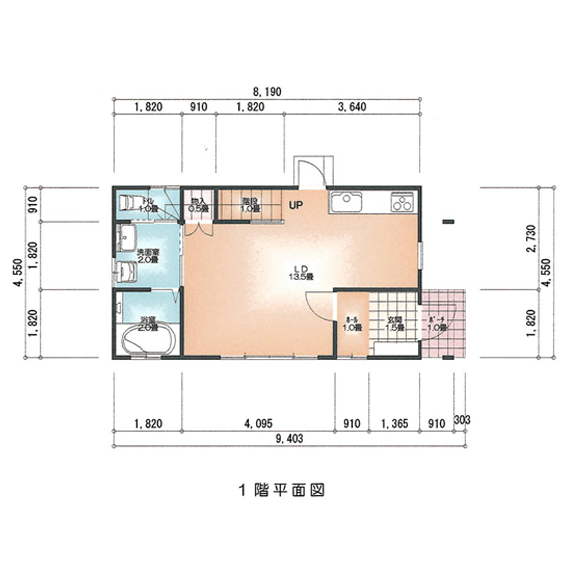 8,190
1,820 910 1,820 3,640
910
1,820
1,820
4,550
2,730
1,820
4,550
トイレ
1.0畳
物入
0.5畳
階段
1.0畳
UP
洗面室
2.0畳
LD
13.5畳
浴室
2.0畳
ホール
1.0畳
玄関
1.5畳
ポーチ
1.0畳
1,820 4,095 910 1,365 910 303
9,403
1階平面図